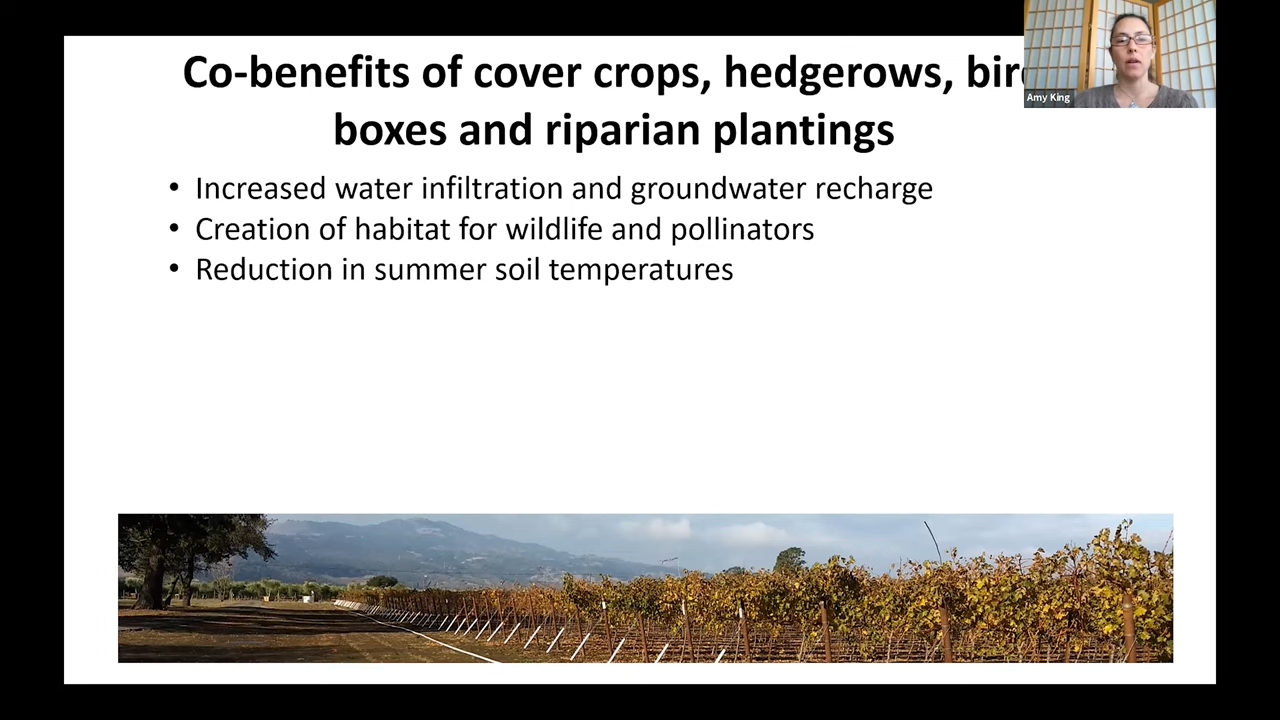 Co-benefits of cover crops, hedgerows,
boxes and riparian plantings
• Increased water infiltration and groundwater recharge
• Creation of habitat for wildlife and pollinators
• Reduction in summer soil temperatures
Amy King